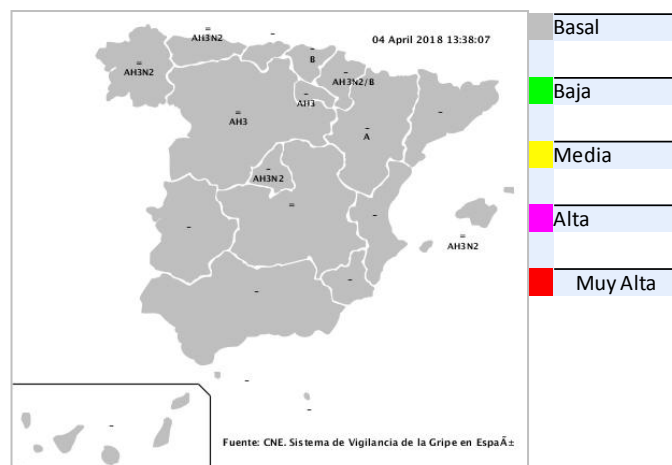 04 April 2018 13:38:07
=
AH3N2
–
–
B
=
AH3N2
–
AH3N2/B
–
AH3
=
AH3
–
–
A
–
AH3N2
=
–
–
=
AH3N2
–
–
–
–
–
Fuente: CNE. Sistema de Vigilancia de la Gripe en EspaÃ±
Basal
Baja
Media
Alta
Muy Alta